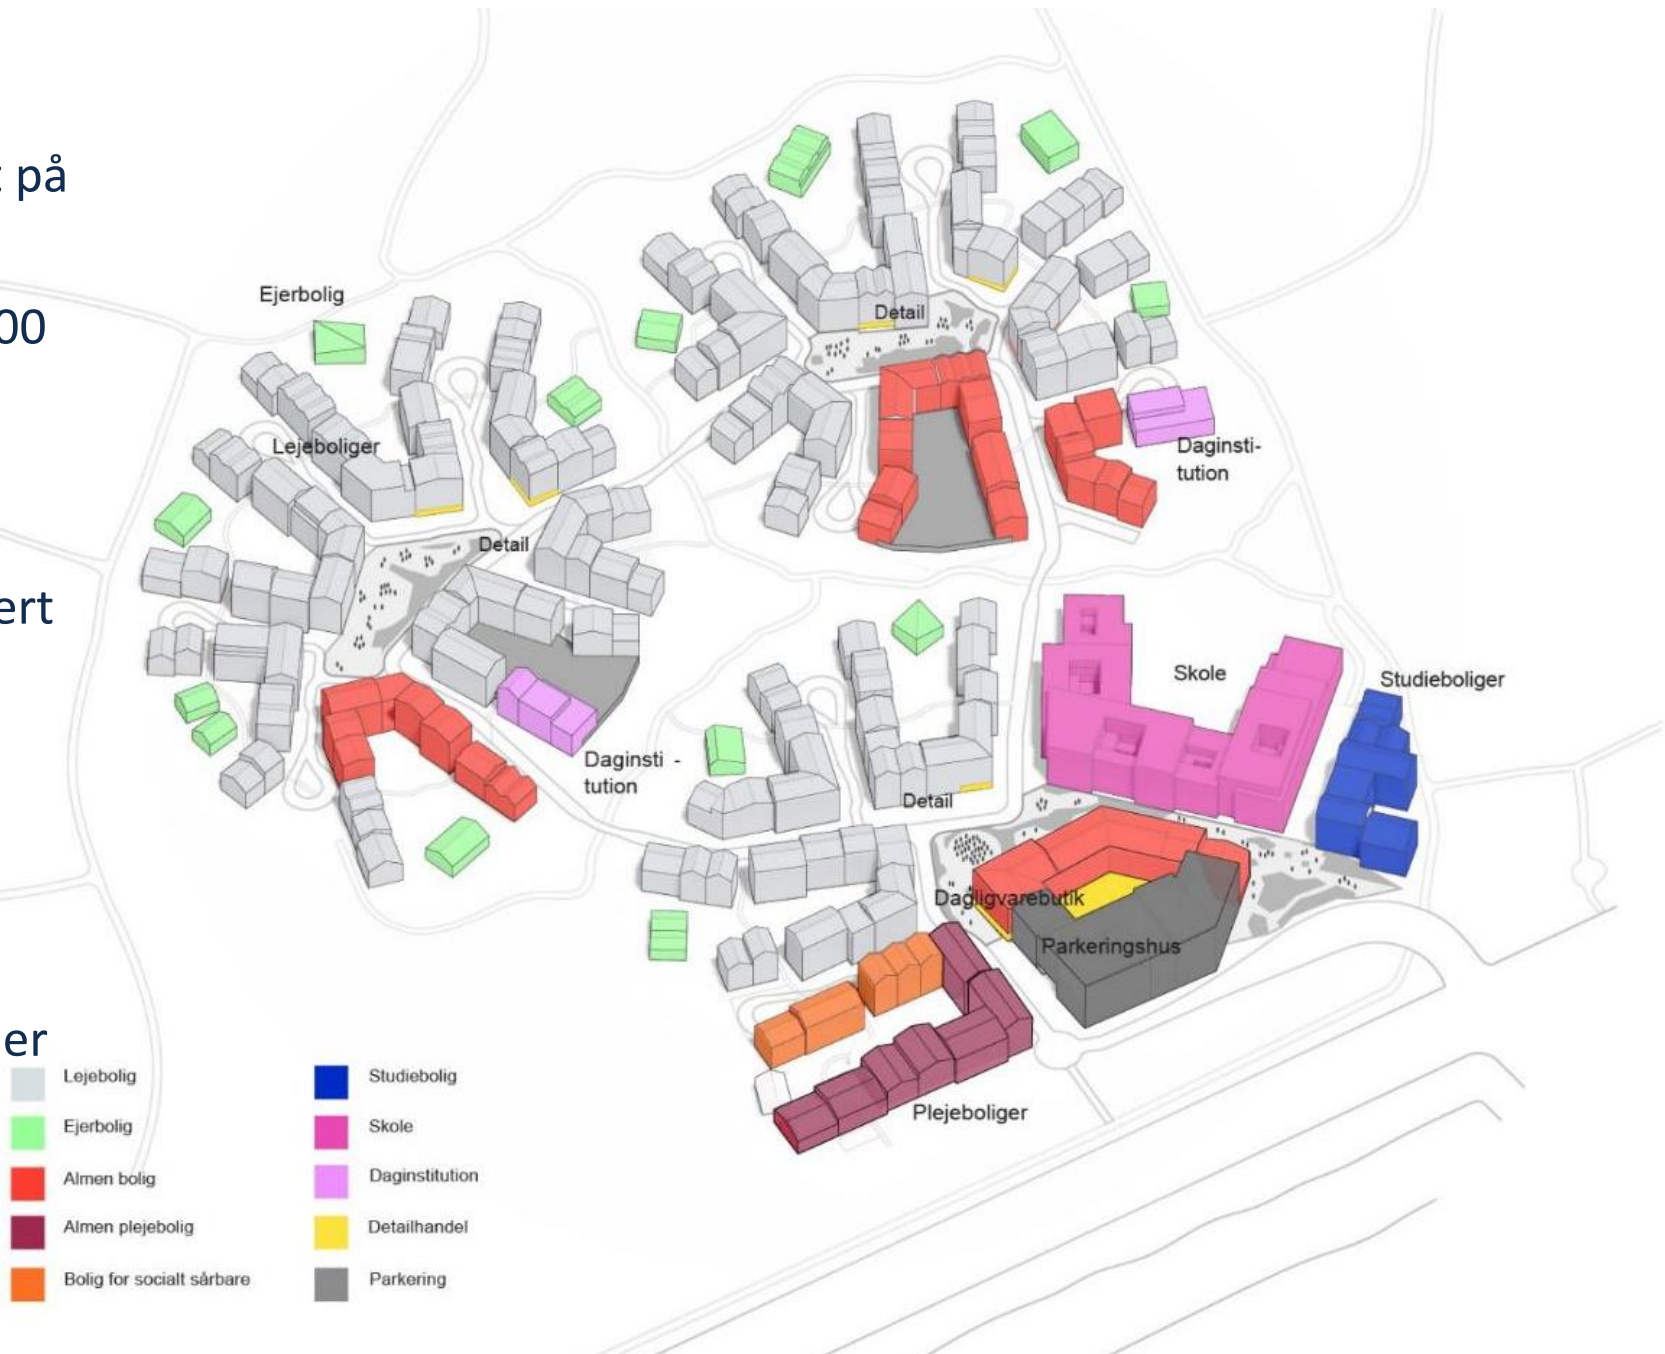 t på
00
ert
er
Ejerbolig
Lejeboliger
Detail
Detail
Daginsti-
tution
Daginsti -
tution
Detail
Skole
Studieboliger
Dagligvarebutik
Parkeringshus
Plejeboliger
Lejebolig
Ejerbolig
Almen bolig
Almen plejebolig
Bolig for socialt sårbare
Studiebolig
Skole
Daginstitution
Detailhandel
Parkering